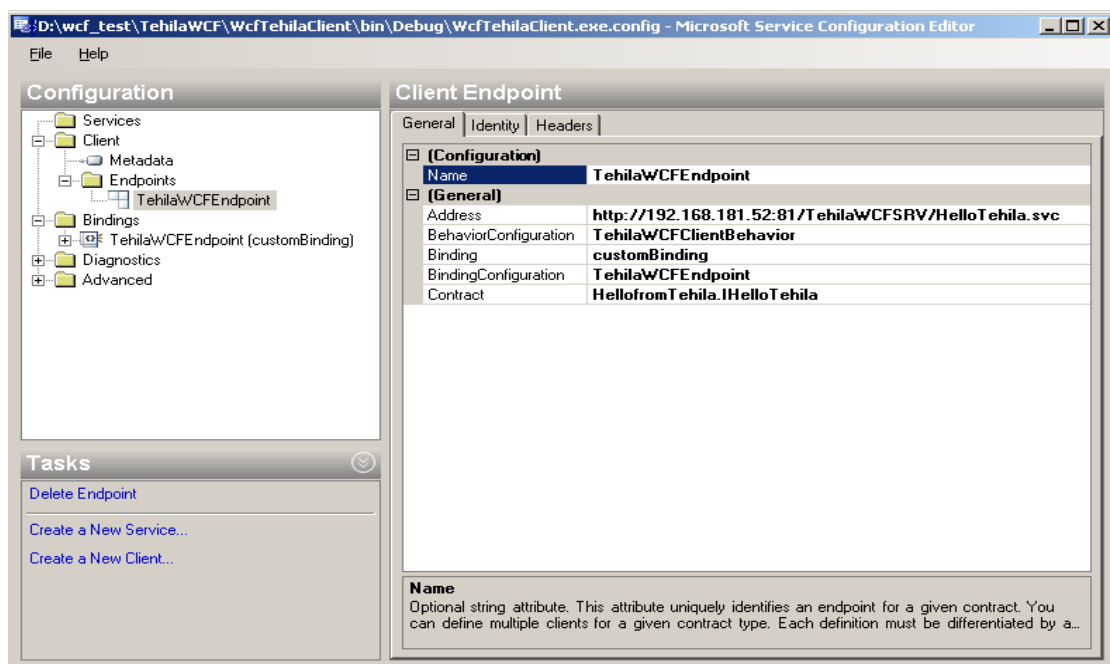 D:\wcf_test\TehilaWCF\WcfTehilaClient\bin\Debug\WcfTehilaClient.exe.config - Microsoft Service Configuration Editor
File Help
Configuration
Services
Client
Metadata
Endpoints
TehilaWCFEndpoint
Bindings
TehilaWCFEndpoint (customBinding)
Diagnostics
Advanced
Tasks
Delete Endpoint
Create a New Service...
Create a New Client...
Client Endpoint
General Identity Headers
(Configuration)
Name TehilaWCFEndpoint
(General)
Address http://192.168.181.52:81/TehilaWCFSRV/HelloTehila.svc
BehaviorConfiguration TehilaWCFClientBehavior
Binding customBinding
BindingConfiguration TehilaWCFEndpoint
Contract HellofromTehila.IHelloTehila
Name
Optional string attribute. This attribute uniquely identifies an endpoint for a given contract. You
can define multiple clients for a given contract type. Each definition must be differentiated by a...